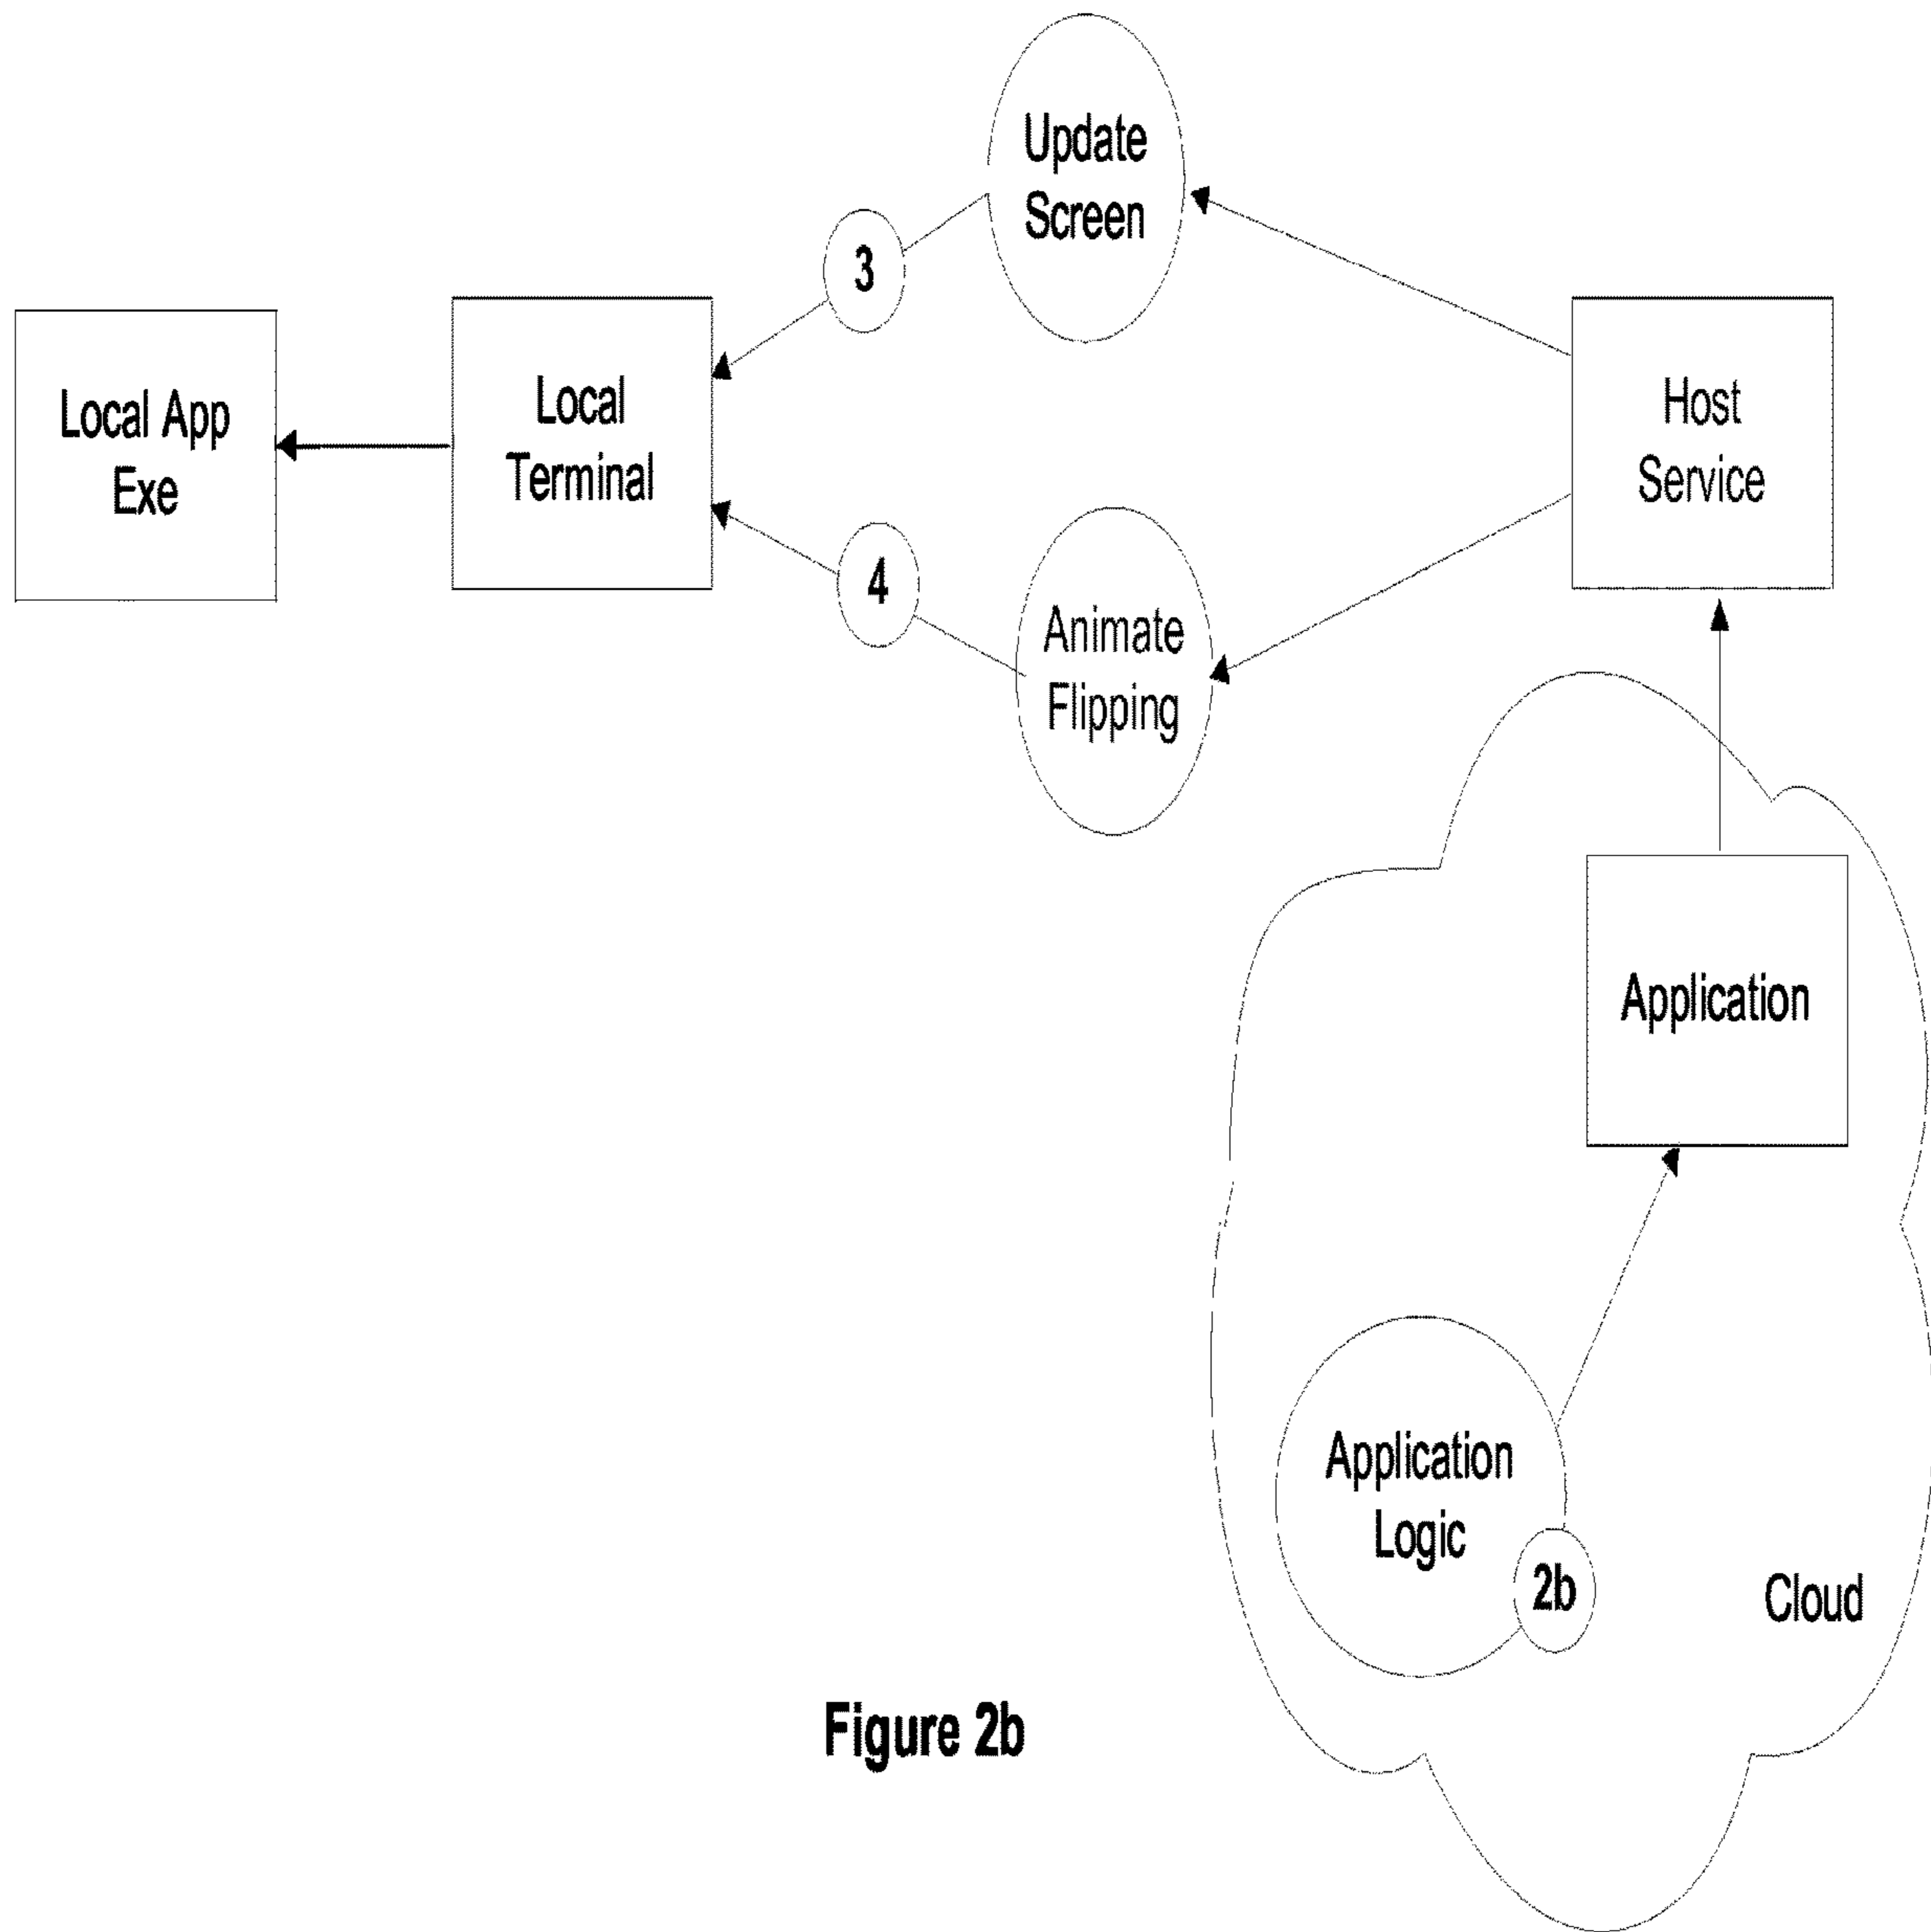 Update
Screen
3
Local App
Exe
Local
Terminal
Host
Service
4
Animate
Flipping
Application
Application
Logic
2b
Cloud
Figure 2b